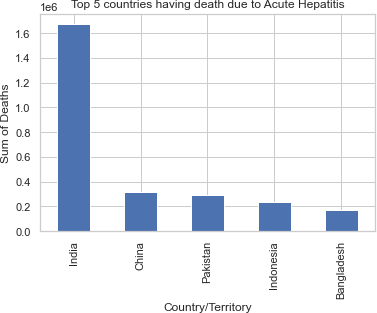 Top 5 countries having death due to Acute Hepatitis
1e6
1.6
1.4
1.2
1.0
0.8
0.6
0.4
0.2
0.0
Sum of Deaths
India
China
Pakistan
Indonesia
Bangladesh
Country/Territory